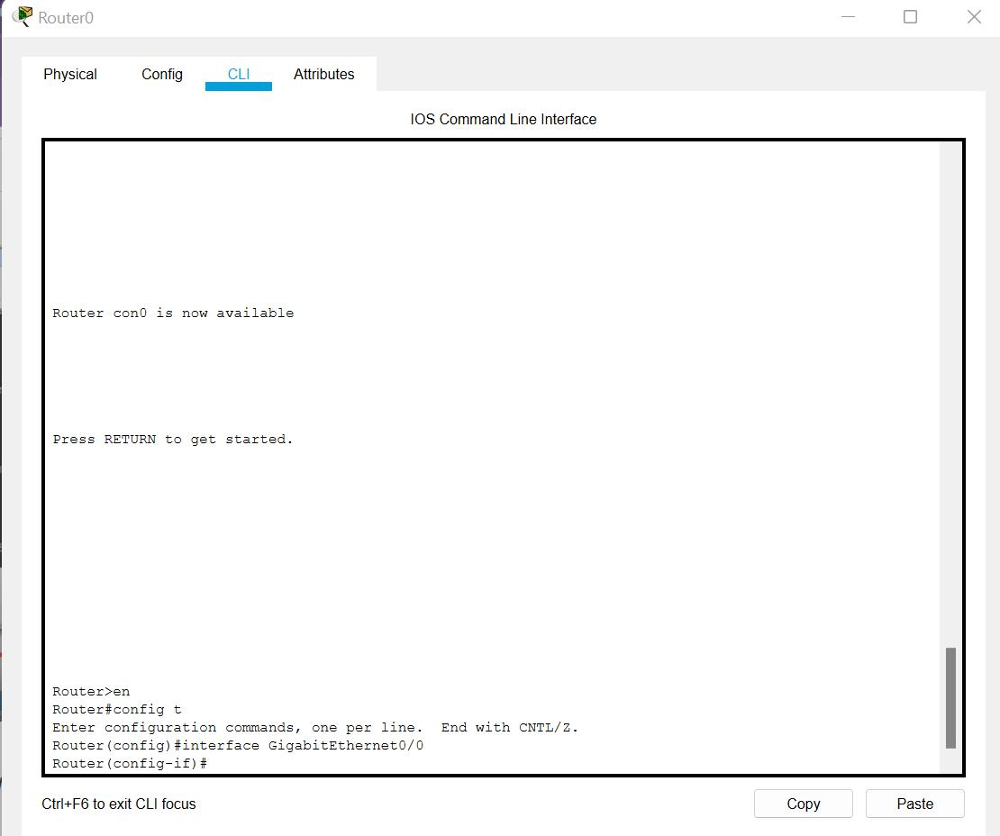 Router0
Physical Config CLI Attributes
IOS Command Line Interface
Router con0 is now available
Press RETURN to get started.
Router>en
Router#config t
Enter configuration commands, one per line.  End with CNTL/Z.
Router(config)#interface GigabitEthernet0/0
Router(config-if)#
Ctrl+F6 to exit CLI focus
Copy Paste